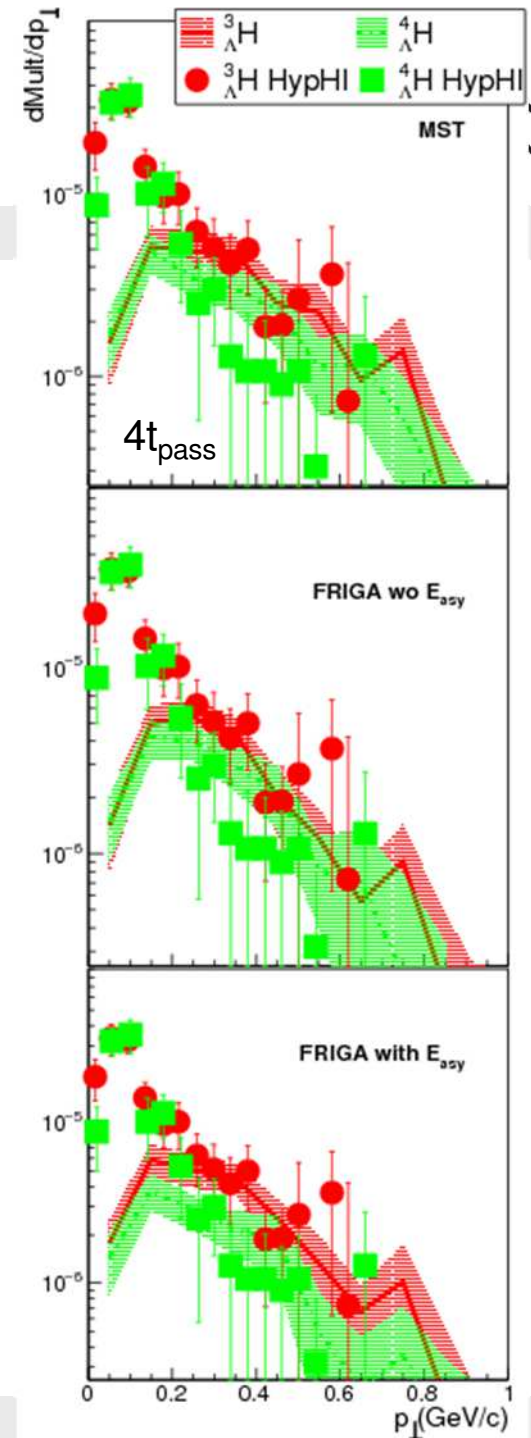 dMult/dp⊥
³ΛH ⁴ΛH
³ΛH HypHI ⁴ΛH HypHI
MST
10⁻⁵
10⁻⁶
4tpass
FRIGA wo Easy
10⁻⁵
10⁻⁶
FRIGA with Easy
10⁻⁵
10⁻⁶
0 0.2 0.4 0.6 0.8 1
p⊥(GeV/c)